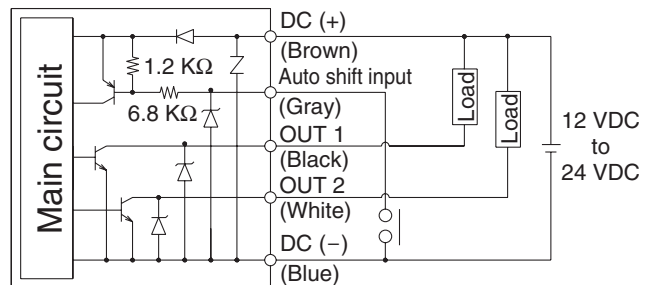 Main circuit
1.2 KΩ
6.8 KΩ
DC (+)
(Brown)
Auto shift input
(Gray)
OUT 1
(Black)
OUT 2
(White)
DC (−)
(Blue)
Load
Load
12 VDC
to
24 VDC